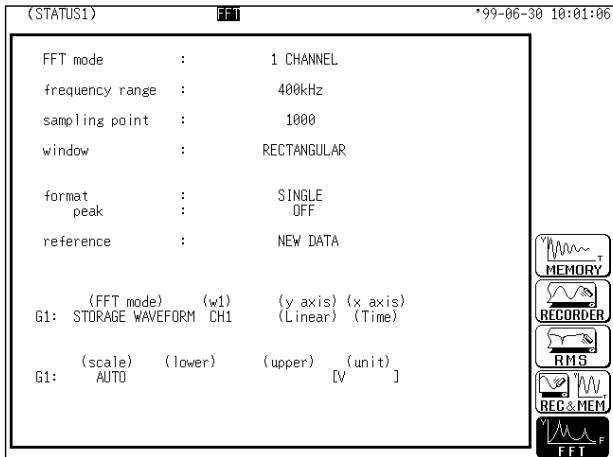 (STATUS1) FFT '99-06-30 10:01:06
FFT mode : 1 CHANNEL
frequency range : 400kHz
sampling point : 1000
window : RECTANGULAR
format : SINGLE
peak : OFF
reference : NEW DATA
(FFT mode) (w1) (y axis) (x axis)
G1: STORAGE WAVEFORM CH1 (Linear) (Time)
(scale) (lower) (upper) (unit)
G1: AUTO [V ]
Y T
MEMORY
RECORDER
RMS
Y T
REC&MEM
Y F
FFT